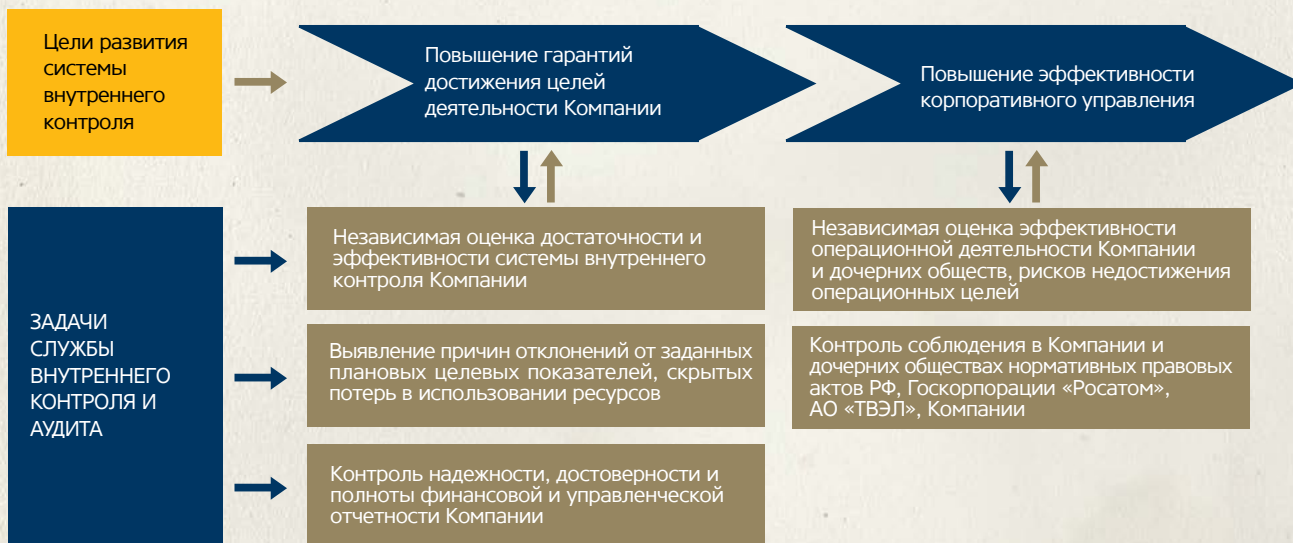 Цели развития
системы
внутреннего
контроля
Повышение гарантий
достижения целей
деятельности Компании
Повышение эффективности
корпоративного управления
ЗАДАЧИ
СЛУЖБЫ
ВНУТРЕННЕГО
КОНТРОЛЯ И
АУДИТА
Независимая оценка достаточности и
эффективности системы внутреннего
контроля Компании
Независимая оценка эффективности
операционной деятельности Компании
и дочерних обществ, рисков недостижения
операционных целей
Выявление причин отклонений от заданных
плановых целевых показателей, скрытых
потерь в использовании ресурсов
Контроль соблюдения в Компании и
дочерних обществах нормативных правовых
актов РФ, Госкорпорации «Росатом»,
АО «ТВЭЛ», Компании
Контроль надежности, достоверности и
полноты финансовой и управленческой
отчетности Компании